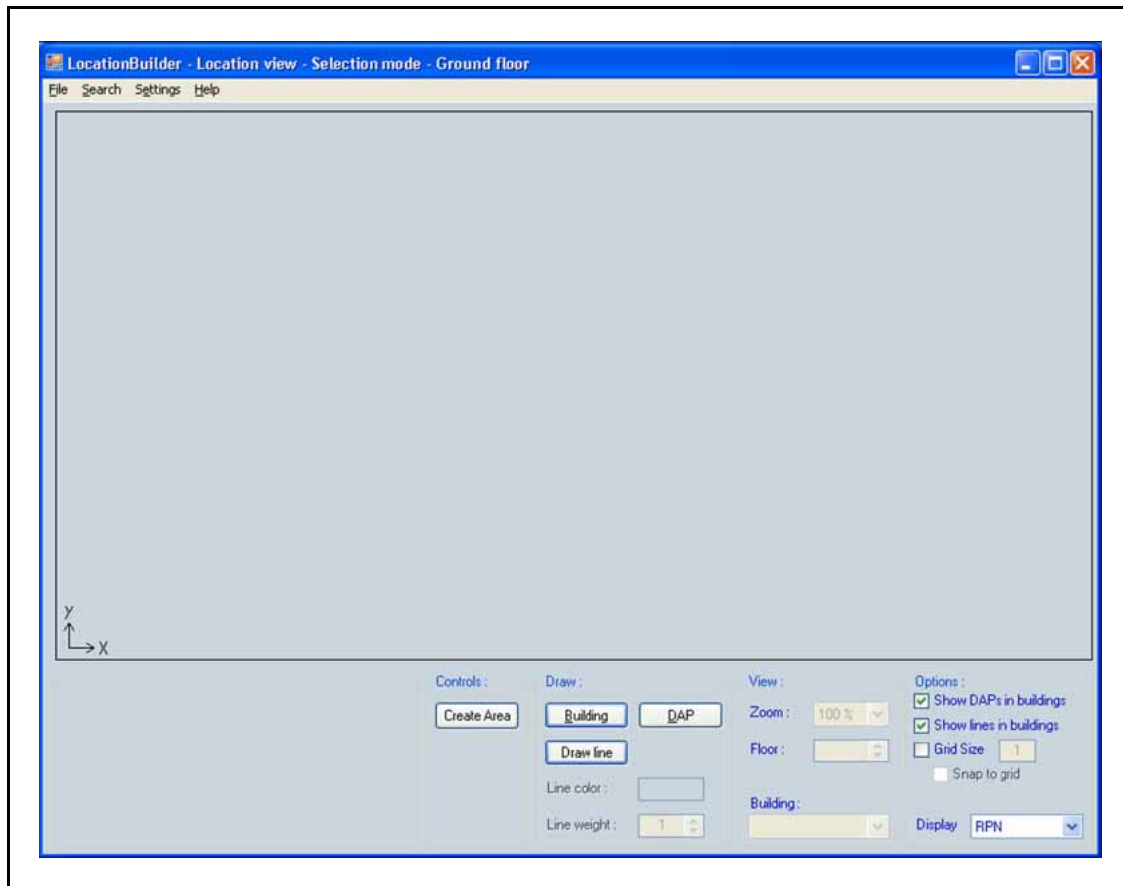 LocationBuilder - Location view - Selection mode - Ground floor
File Search Settings Help
y
X
Controls : Draw : View : Options :
Show DAPs in buildings
Create Area Building DAP Zoom : 100 %
Show lines in buildings
Draw line Floor : Grid Size 1
Snap to grid
Line color :
Building :
Line weight : 1 Display RPN